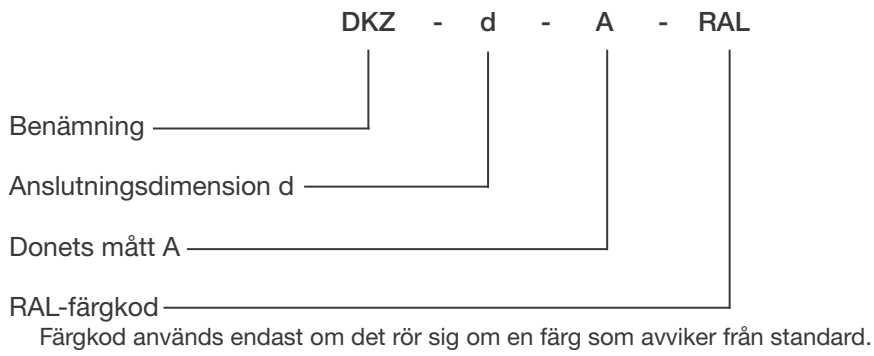 DKZ - d - A - RAL
Benämning
Anslutningsdimension d
Donets mått A
RAL-färgkod
Färgkod används endast om det rör sig om en färg som avviker från standard.